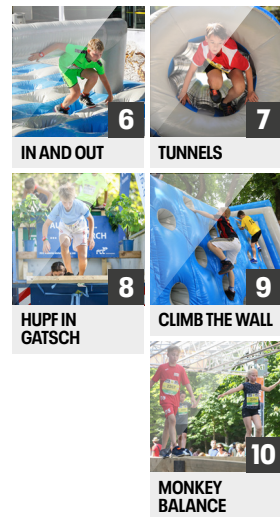 6
IN AND OUT
7
TUNNELS
8
HUPF IN
GATSCH
9
CLIMB THE WALL
10
MONKEY
BALANCE